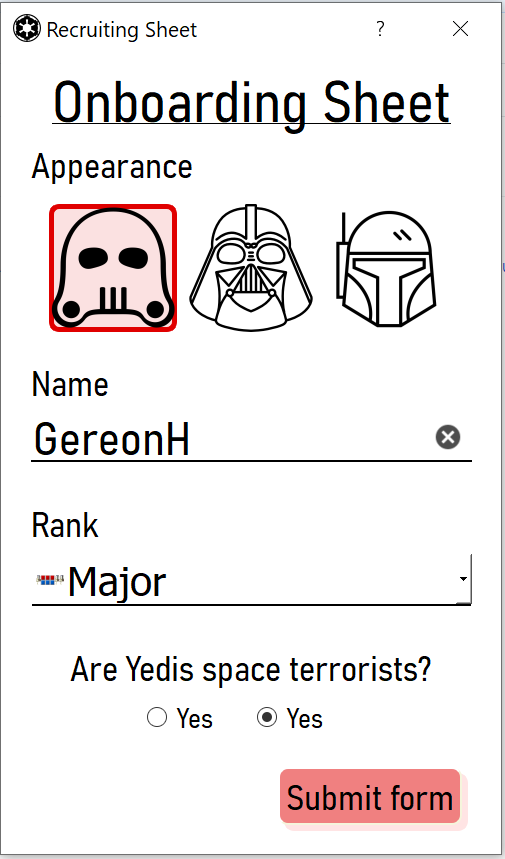 Recruiting Sheet ?
Onboarding Sheet
Appearance
Name
GereonH
Rank
Major
Are Yedis space terrorists?
Yes Yes
Submit form